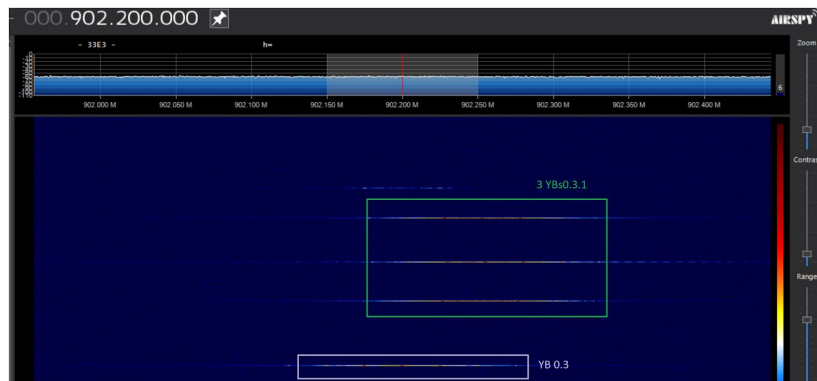 000.902.200.000
AIRSPY
- 33E3 - h=
Zoom
0
6
902.000 M 902.050 M 902.100 M 902.150 M 902.200 M 902.250 M 902.300 M 902.350 M 902.400 M
Contras
3 YBs0.3.1
Range
YB 0.3